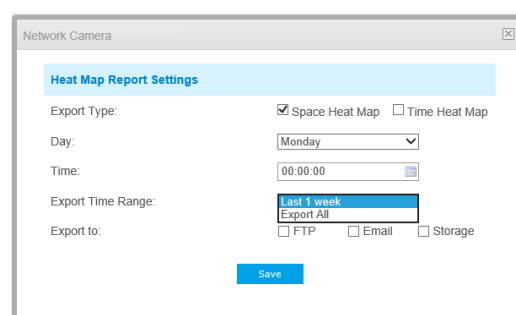 Network Camera
Heat Map Report Settings
Export Type: Space Heat Map Time Heat Map
Day: Monday
Time: 00:00:00
Export Time Range: Last 1 week
Export All
Export to: FTP Email Storage
Save